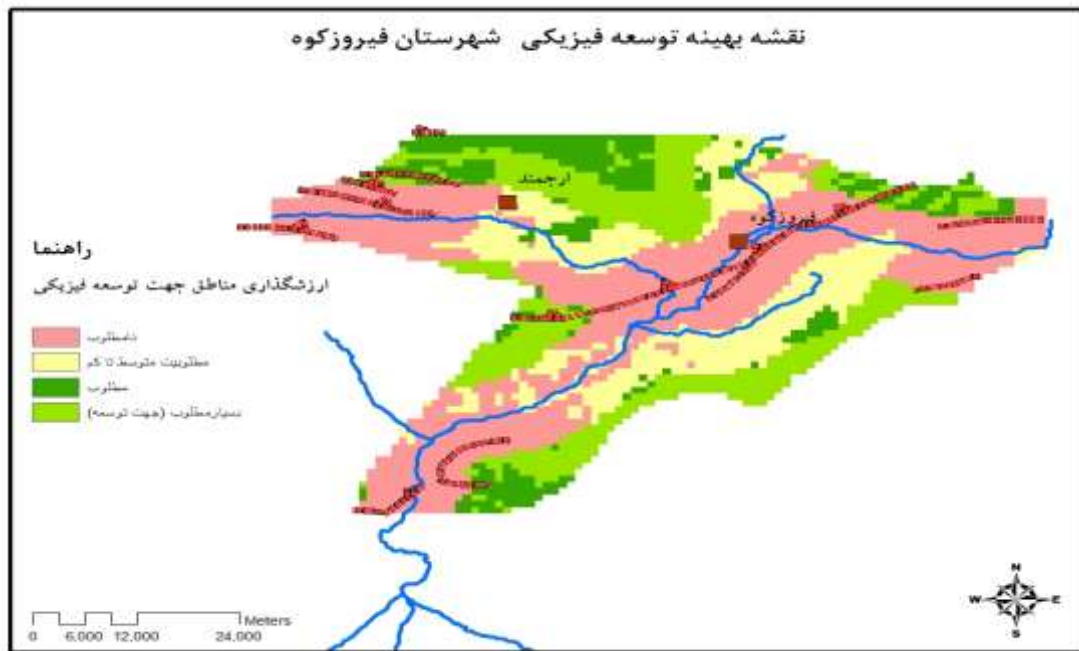 نقشه بهینه توسعه فیزیکی شهرستان فیروزکوه
ارجمند
فیروزکوه
راهنما
ارزشگذاری مناطق جهت توسعه فیزیکی
نامطلوب
مطلوبیت متوسط تا کم
مطلوب
بسیارمطلوب (جهت توسعه)
Meters
0 6,000 12,000 24,000
N
W E
S